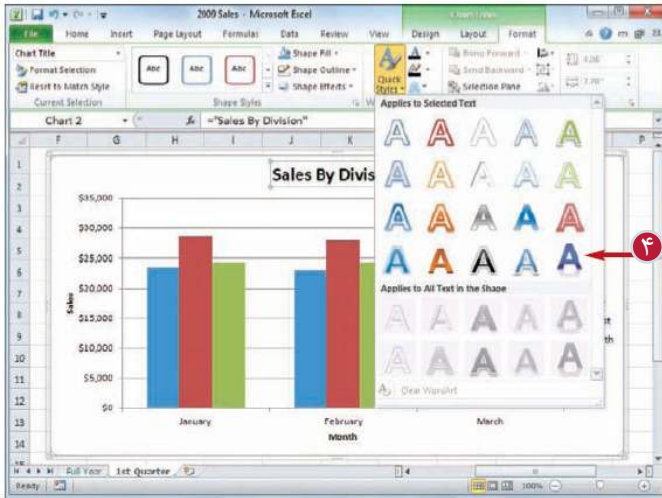 2009 Sales - Microsoft Excel
File Home Insert Page Layout Formulas Data Review View Design Layout Format
Chart Title
Format Selection
Reset to Match Style
Current Selection
Abc Abc Abc
Shape Fill
Shape Outline
Shape Effects
Shape Styles
Quick Styles
Bring Forward
Send Backward
Selection Pane
Chart 2 fx ="Sales By Division"
Applies to Selected Text
A A A A A
A A A A A
A A A A A
A A A A A
۴
Applies to All Text in the Shape
A A A A A
A A A A A
Clear WordArt
F G H I J K P
1
2
3
4
5
6
7
8
9
10
11
12
13
14
Sales By Divis
$35,000
$30,000
$25,000
$20,000
$15,000
$10,000
$5,000
$0
Sales
January February March
Month
Full Year 1st Quarter
Ready 100%